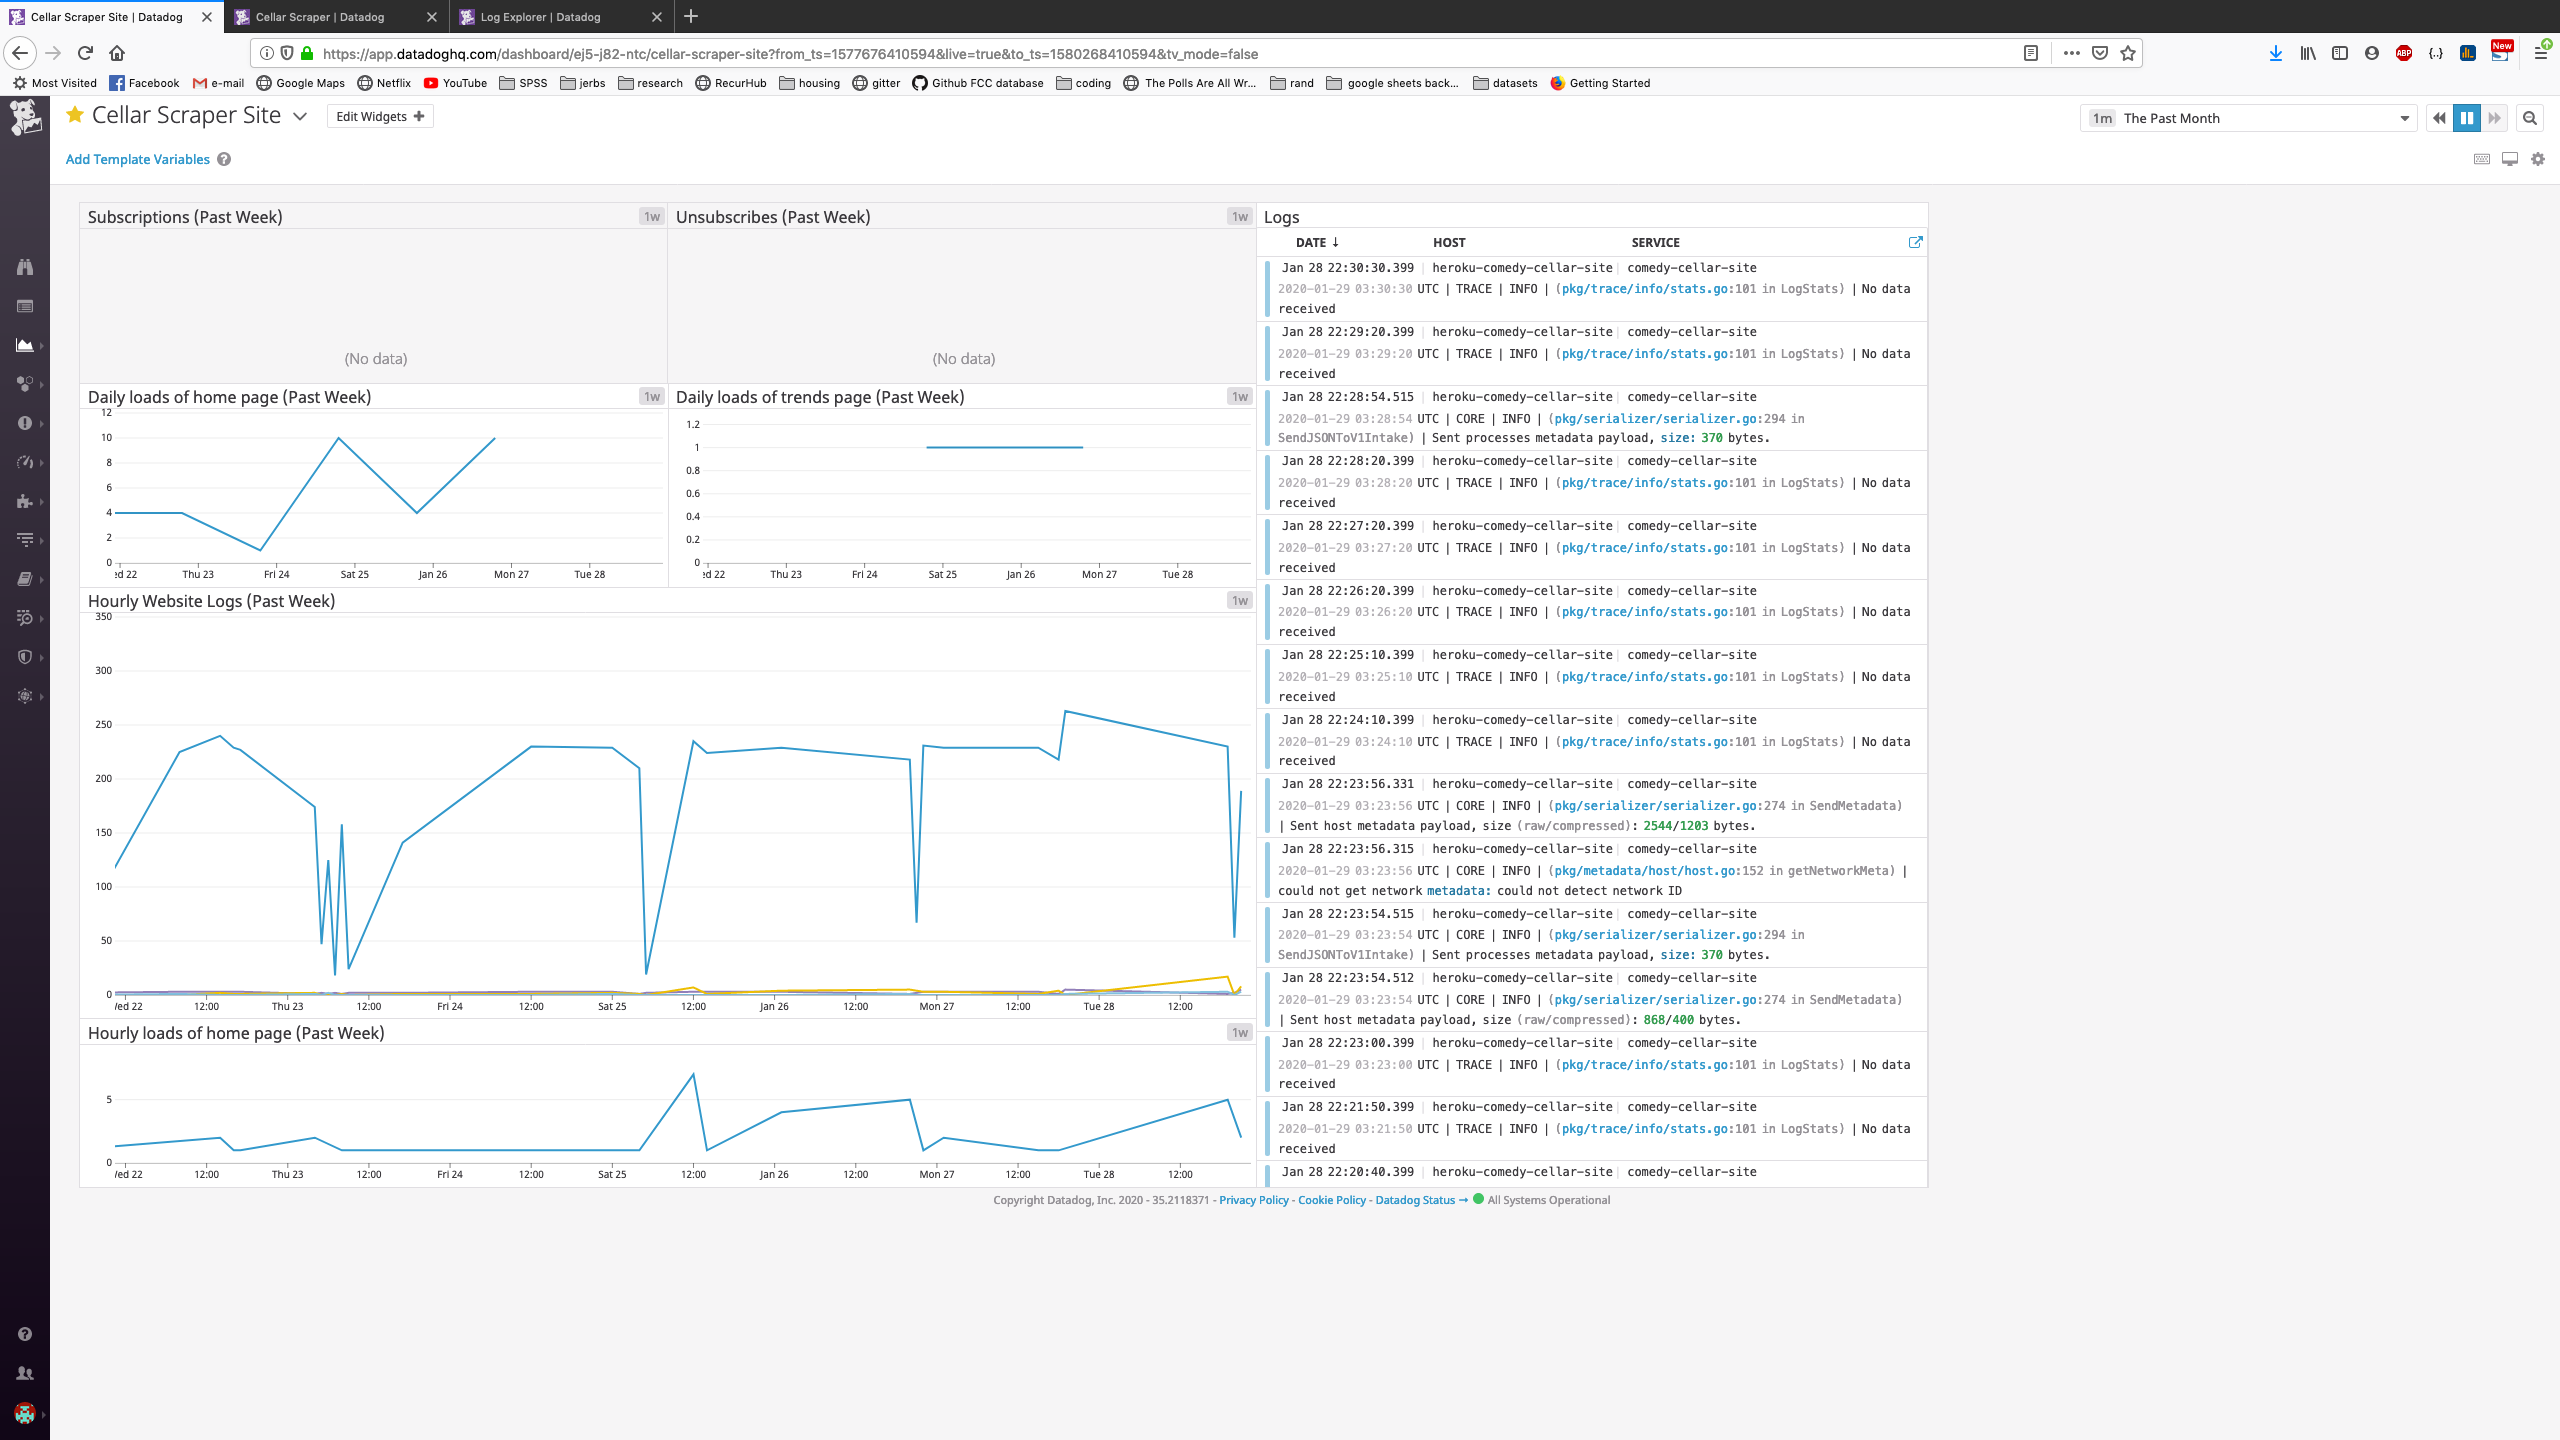 Cellar Scraper Site | Datadog
Cellar Scraper | Datadog
Log Explorer | Datadog
https://app.datadoghq.com/dashboard/ej5-j82-ntc/cellar-scraper-site?from_ts=1577676410594&live=true&to_ts=1580268410594&tv_mode=false
ABP
New
Most Visited Facebook e-mail Google Maps Netflix YouTube SPSS jerbs research RecurHub housing gitter Github FCC database coding The Polls Are All Wr... rand google sheets back... datasets Getting Started
Cellar Scraper Site
Edit Widgets
1m The Past Month
Add Template Variables
Subscriptions (Past Week) 1w
(No data)
Unsubscribes (Past Week) 1w
(No data)
Daily loads of home page (Past Week) 1w
12
10
8
6
4
2
0
ed 22 Thu 23 Fri 24 Sat 25 Jan 26 Mon 27 Tue 28
Daily loads of trends page (Past Week) 1w
1.2
1
0.8
0.6
0.4
0.2
0
ed 22 Thu 23 Fri 24 Sat 25 Jan 26 Mon 27 Tue 28
Hourly Website Logs (Past Week) 1w
350
300
250
200
150
100
50
0
Wed 22 12:00 Thu 23 12:00 Fri 24 12:00 Sat 25 12:00 Jan 26 12:00 Mon 27 12:00 Tue 28 12:00
Hourly loads of home page (Past Week) 1w
5
0
Wed 22 12:00 Thu 23 12:00 Fri 24 12:00 Sat 25 12:00 Jan 26 12:00 Mon 27 12:00 Tue 28 12:00
Logs
DATE ↓ HOST SERVICE
Jan 28 22:30:30.399 heroku-comedy-cellar-site comedy-cellar-site
2020-01-29 03:30:30 UTC | TRACE | INFO | (pkg/trace/info/stats.go:101 in LogStats) | No data
received
Jan 28 22:29:20.399 heroku-comedy-cellar-site comedy-cellar-site
2020-01-29 03:29:20 UTC | TRACE | INFO | (pkg/trace/info/stats.go:101 in LogStats) | No data
received
Jan 28 22:28:54.515 heroku-comedy-cellar-site comedy-cellar-site
2020-01-29 03:28:54 UTC | CORE | INFO | (pkg/serializer/serializer.go:294 in
SendJSONToV1Intake) | Sent processes metadata payload, size: 370 bytes.
Jan 28 22:28:20.399 heroku-comedy-cellar-site comedy-cellar-site
2020-01-29 03:28:20 UTC | TRACE | INFO | (pkg/trace/info/stats.go:101 in LogStats) | No data
received
Jan 28 22:27:20.399 heroku-comedy-cellar-site comedy-cellar-site
2020-01-29 03:27:20 UTC | TRACE | INFO | (pkg/trace/info/stats.go:101 in LogStats) | No data
received
Jan 28 22:26:20.399 heroku-comedy-cellar-site comedy-cellar-site
2020-01-29 03:26:20 UTC | TRACE | INFO | (pkg/trace/info/stats.go:101 in LogStats) | No data
received
Jan 28 22:25:10.399 heroku-comedy-cellar-site comedy-cellar-site
2020-01-29 03:25:10 UTC | TRACE | INFO | (pkg/trace/info/stats.go:101 in LogStats) | No data
received
Jan 28 22:24:10.399 heroku-comedy-cellar-site comedy-cellar-site
2020-01-29 03:24:10 UTC | TRACE | INFO | (pkg/trace/info/stats.go:101 in LogStats) | No data
received
Jan 28 22:23:56.331 heroku-comedy-cellar-site comedy-cellar-site
2020-01-29 03:23:56 UTC | CORE | INFO | (pkg/serializer/serializer.go:274 in SendMetadata)
| Sent host metadata payload, size (raw/compressed): 2544/1203 bytes.
Jan 28 22:23:56.315 heroku-comedy-cellar-site comedy-cellar-site
2020-01-29 03:23:56 UTC | CORE | INFO | (pkg/metadata/host/host.go:152 in getNetworkMeta) |
could not get network metadata: could not detect network ID
Jan 28 22:23:54.515 heroku-comedy-cellar-site comedy-cellar-site
2020-01-29 03:23:54 UTC | CORE | INFO | (pkg/serializer/serializer.go:294 in
SendJSONToV1Intake) | Sent processes metadata payload, size: 370 bytes.
Jan 28 22:23:54.512 heroku-comedy-cellar-site comedy-cellar-site
2020-01-29 03:23:54 UTC | CORE | INFO | (pkg/serializer/serializer.go:274 in SendMetadata)
| Sent host metadata payload, size (raw/compressed): 868/400 bytes.
Jan 28 22:23:00.399 heroku-comedy-cellar-site comedy-cellar-site
2020-01-29 03:23:00 UTC | TRACE | INFO | (pkg/trace/info/stats.go:101 in LogStats) | No data
received
Jan 28 22:21:50.399 heroku-comedy-cellar-site comedy-cellar-site
2020-01-29 03:21:50 UTC | TRACE | INFO | (pkg/trace/info/stats.go:101 in LogStats) | No data
received
Jan 28 22:20:40.399 heroku-comedy-cellar-site comedy-cellar-site
Copyright Datadog, Inc. 2020 - 35.2118371 - Privacy Policy - Cookie Policy - Datadog Status → All Systems Operational